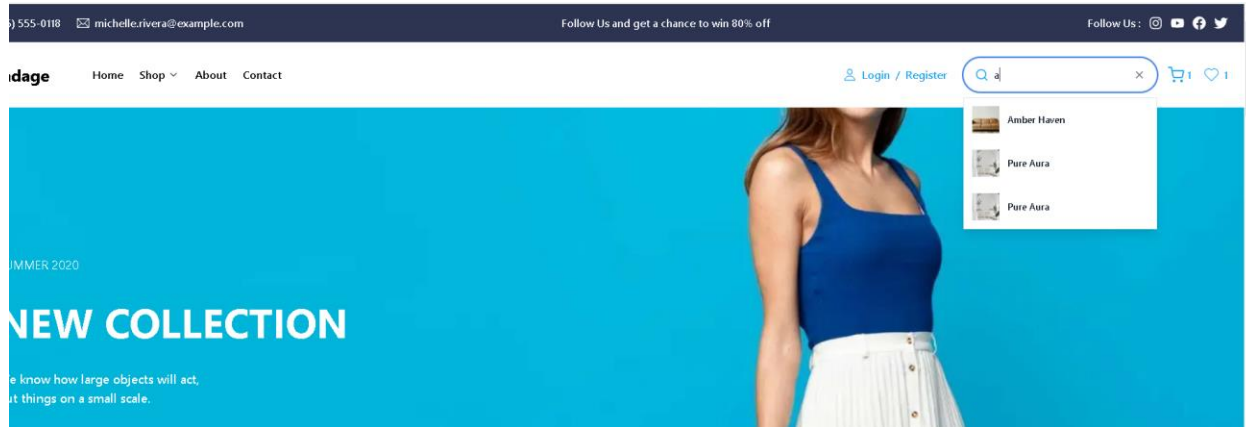 ) 555-0118 michelle.rivera@example.com Follow Us and get a chance to win 80% off Follow Us :
dage Home Shop About Contact Login / Register a 1 1
Amber Haven
Pure Aura
Pure Aura
UMMER 2020
NEW COLLECTION
e know how large objects will act,
ut things on a small scale.